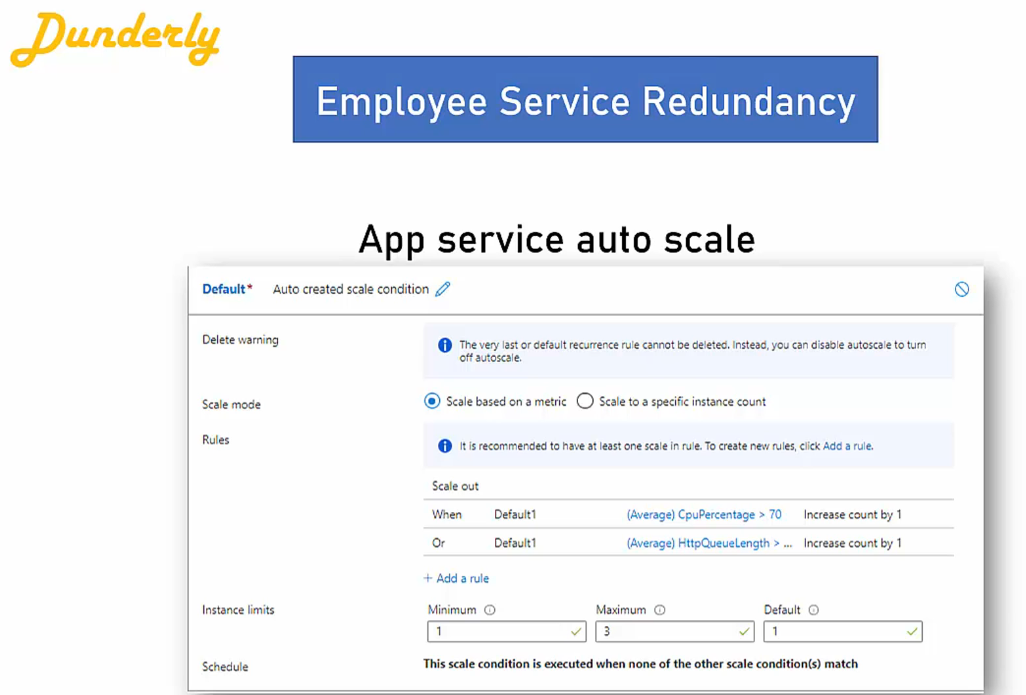 Dunderly
Employee Service Redundancy
App service auto scale
Default* Auto created scale condition
Delete warning
The very last or default recurrence rule cannot be deleted. Instead, you can disable autoscale to turn
off autoscale.
Scale mode
Scale based on a metric Scale to a specific instance count
Rules
It is recommended to have at least one scale in rule. To create new rules, click Add a rule.
Scale out
When Default1 (Average) CpuPercentage > 70 Increase count by 1
Or Default1 (Average) HttpQueueLength > ... Increase count by 1
+ Add a rule
Instance limits
Minimum Maximum Default
1 3 1
Schedule
This scale condition is executed when none of the other scale condition(s) match